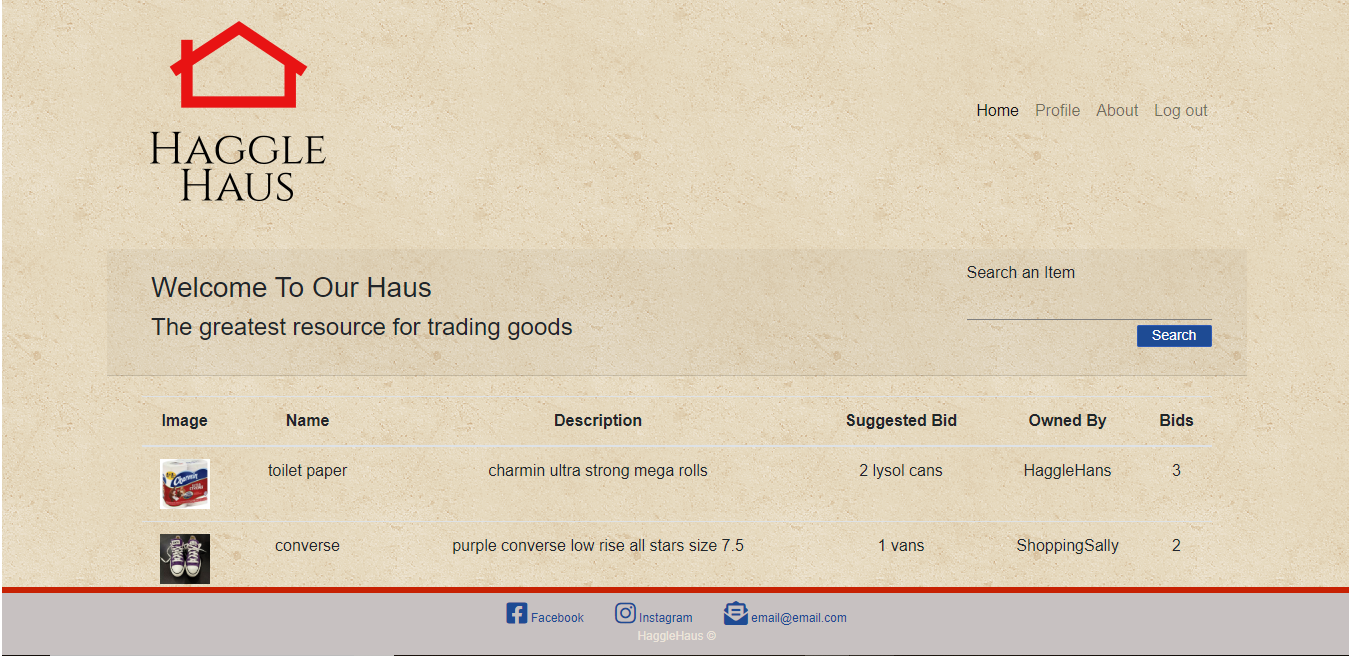 HAGGLE
HAUS
Home Profile About Log out
Welcome To Our Haus
The greatest resource for trading goods
Search an Item
Search
Image Name Description Suggested Bid Owned By Bids
Charmin
toilet paper charmin ultra strong mega rolls 2 lysol cans HaggleHans 3
converse purple converse low rise all stars size 7.5 1 vans ShoppingSally 2
Facebook Instagram email@email.com
HaggleHaus ©